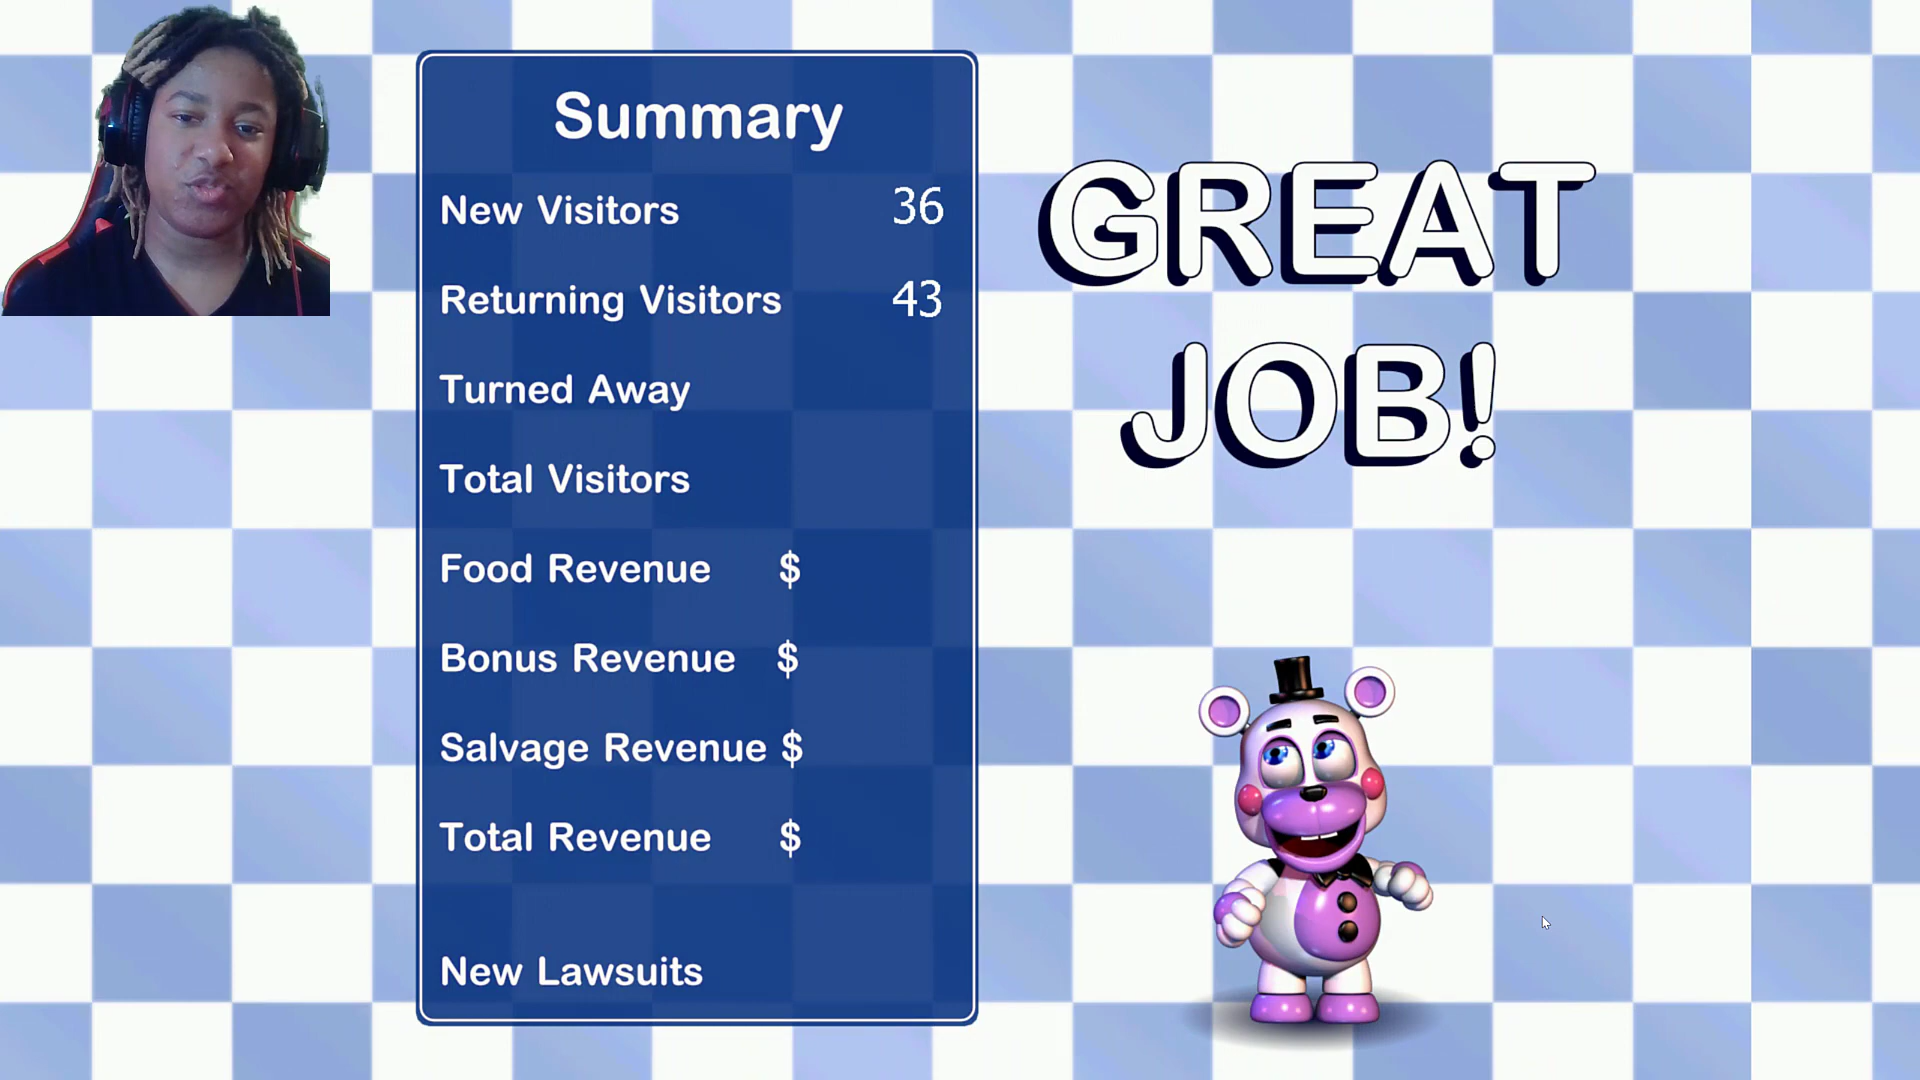 Summary
New Visitors 36
Returning Visitors 43
Turned Away
Total Visitors
Food Revenue $
Bonus Revenue $
Salvage Revenue $
Total Revenue $
New Lawsuits
GREAT
JOB!